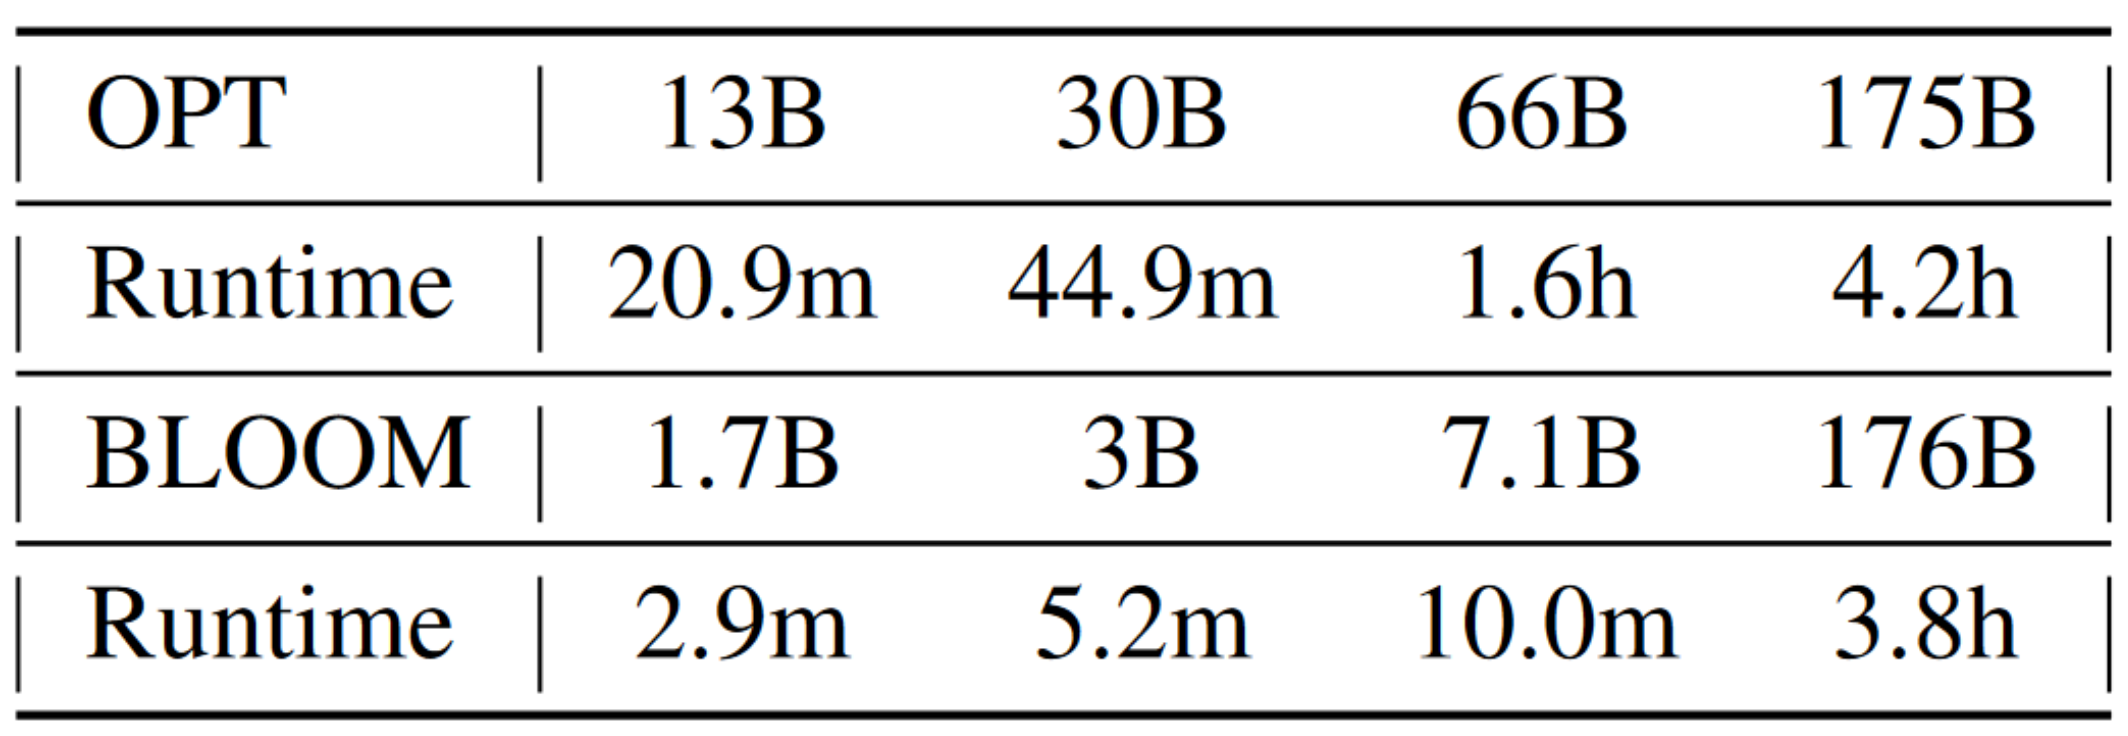 OPT 13B 30B 66B 175B
Runtime 20.9m 44.9m 1.6h 4.2h
BLOOM 1.7B 3B 7.1B 176B
Runtime 2.9m 5.2m 10.0m 3.8h